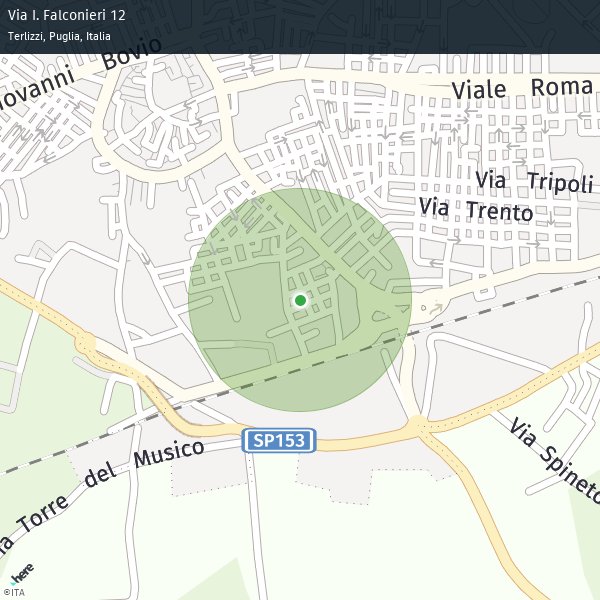 Via I. Falconieri 12
Terlizzi, Puglia, Italia
ovanni Bovio
Viale Roma
Via Tripoli
Via Trento
SP153
Via Spineto
a Torre del Musico
here
©ITA